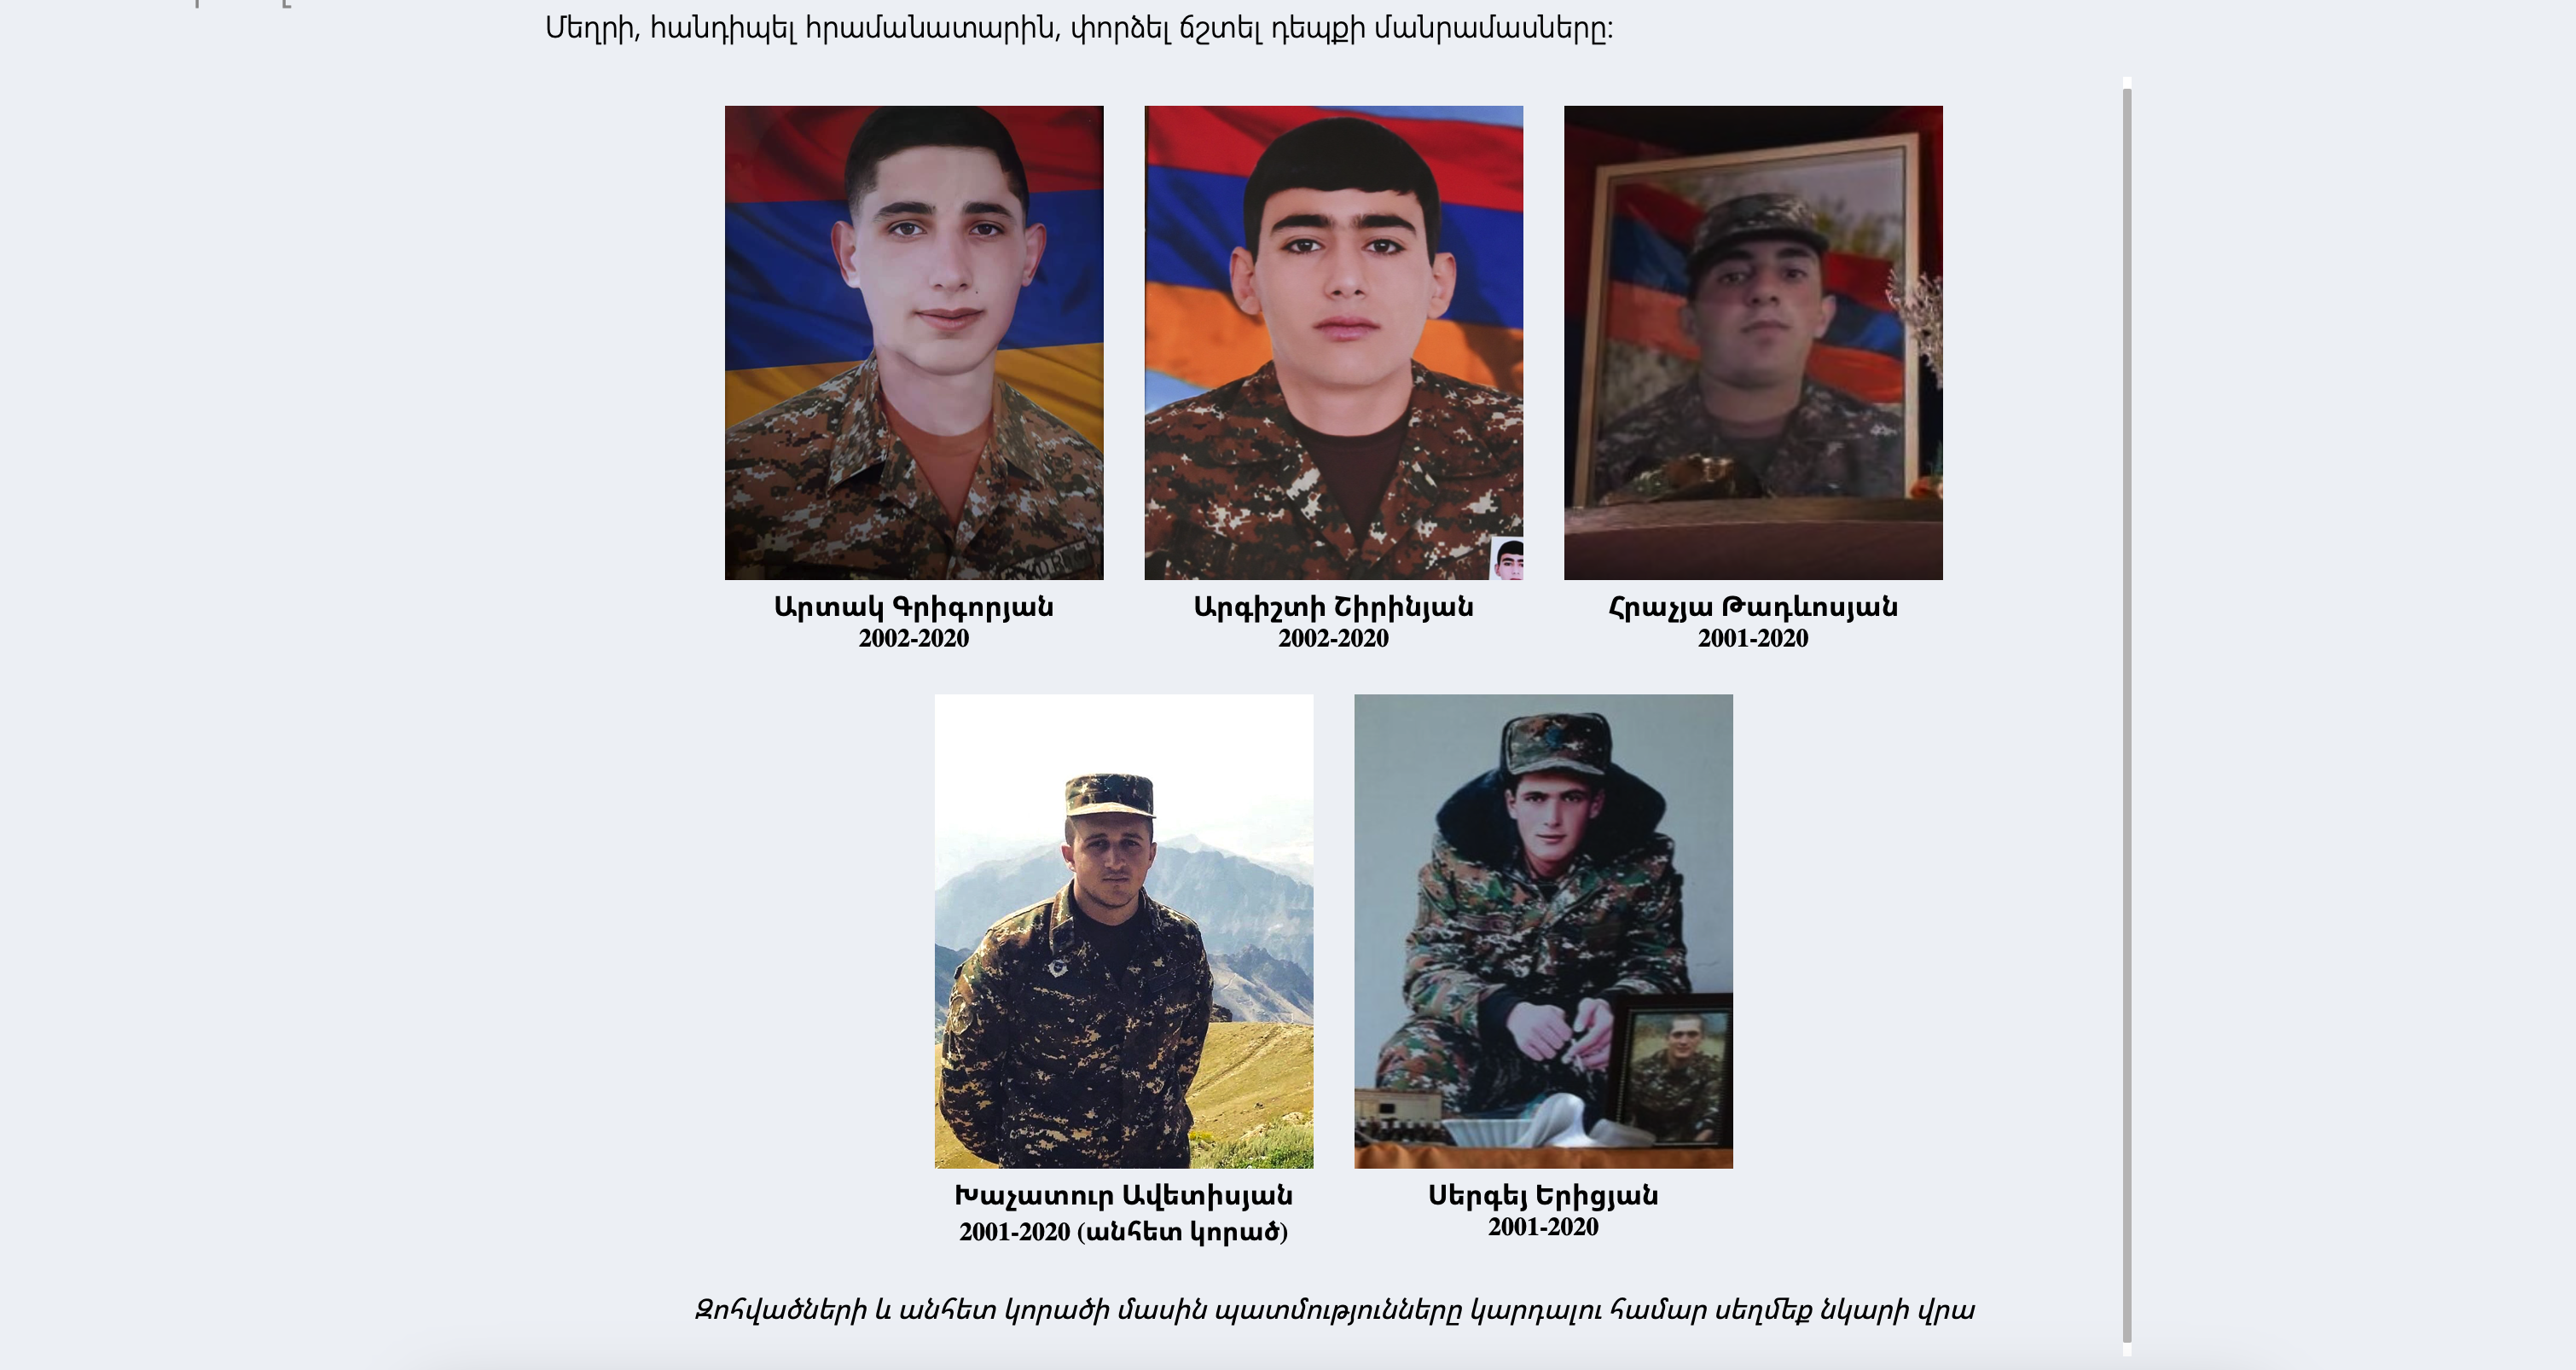 Մեղրի, հանդիպել հրամանատարին, փորձել ճշտել դեպքի մանրամասները։
Արտակ Գրիգորյան
2002-2020
Արգիշտի Շիրինյան
2002-2020
Հրաչյա Թադևոսյան
2001-2020
Խաչատուր Ավետիսյան
2001-2020 (անհետ կորած)
Սերգեյ Երիցյան
2001-2020
Զոհվածների և անհետ կորածի մասին պատմությունները կարդալու համար սեղմեք նկարի վրա